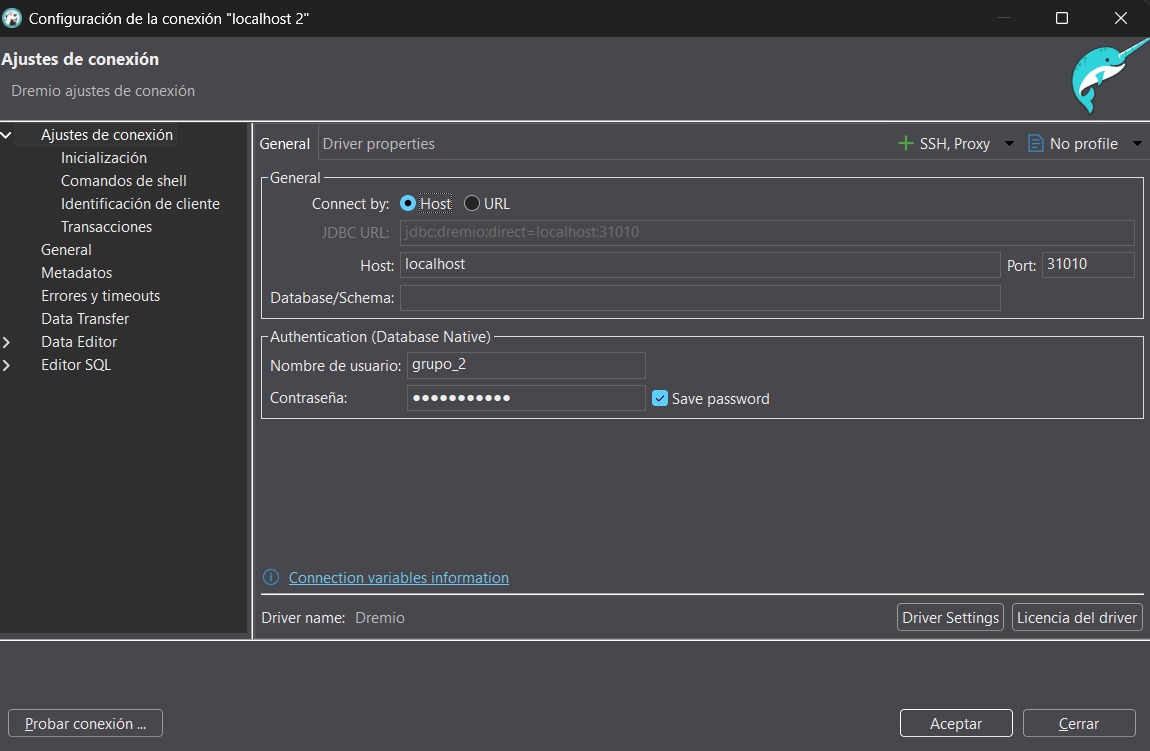 Configuración de la conexión "localhost 2"
Ajustes de conexión
Dremio ajustes de conexión
Ajustes de conexión
Inicialización
Comandos de shell
Identificación de cliente
Transacciones
General
Metadatos
Errores y timeouts
Data Transfer
Data Editor
Editor SQL
General Driver properties SSH, Proxy No profile
General
Connect by: Host URL
JDBC URL: jdbc:dremio:direct=localhost:31010
Host: localhost Port: 31010
Database/Schema:
Authentication (Database Native)
Nombre de usuario: grupo_2
Contraseña: ●●●●●●●●●●● Save password
Connection variables information
Driver name: Dremio Driver Settings Licencia del driver
Probar conexión ... Aceptar Cerrar